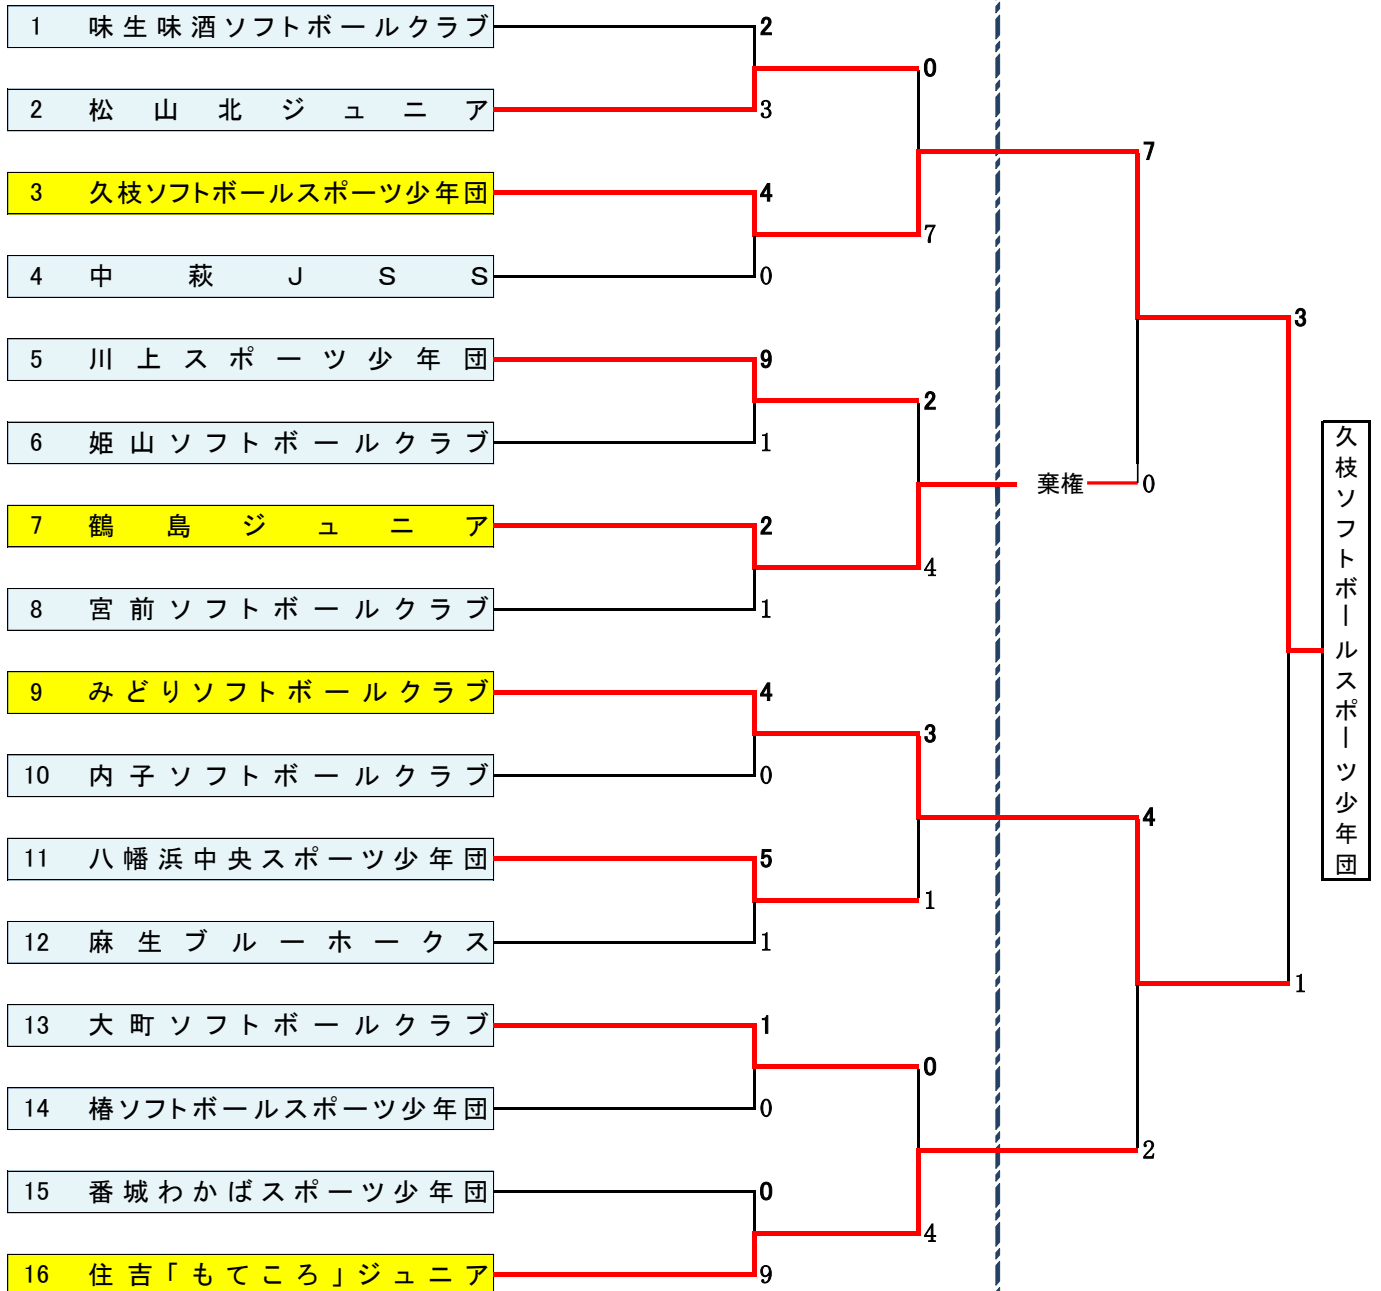 1 味生味酒ソフトボールクラブ 2
0
2 松山北ジュニア 3
7
3 久枝ソフトボールスポーツ少年団 4
7
4 中萩JSS 0
3
5 川上スポーツ少年団 9
2
6 姫山ソフトボールクラブ 1
棄権 0
7 鶴島ジュニア 2
4
8 宮前ソフトボールクラブ 1
久枝ソフトボールスポーツ少年団
9 みどりソフトボールクラブ 4
3
10 内子ソフトボールクラブ 0
4
11 八幡浜中央スポーツ少年団 5
1
12 麻生ブルーホークス 1
1
13 大町ソフトボールクラブ 1
0
14 椿ソフトボールスポーツ少年団 0
2
15 番城わかばスポーツ少年団 0
4
16 住吉「もてころ」ジュニア 9